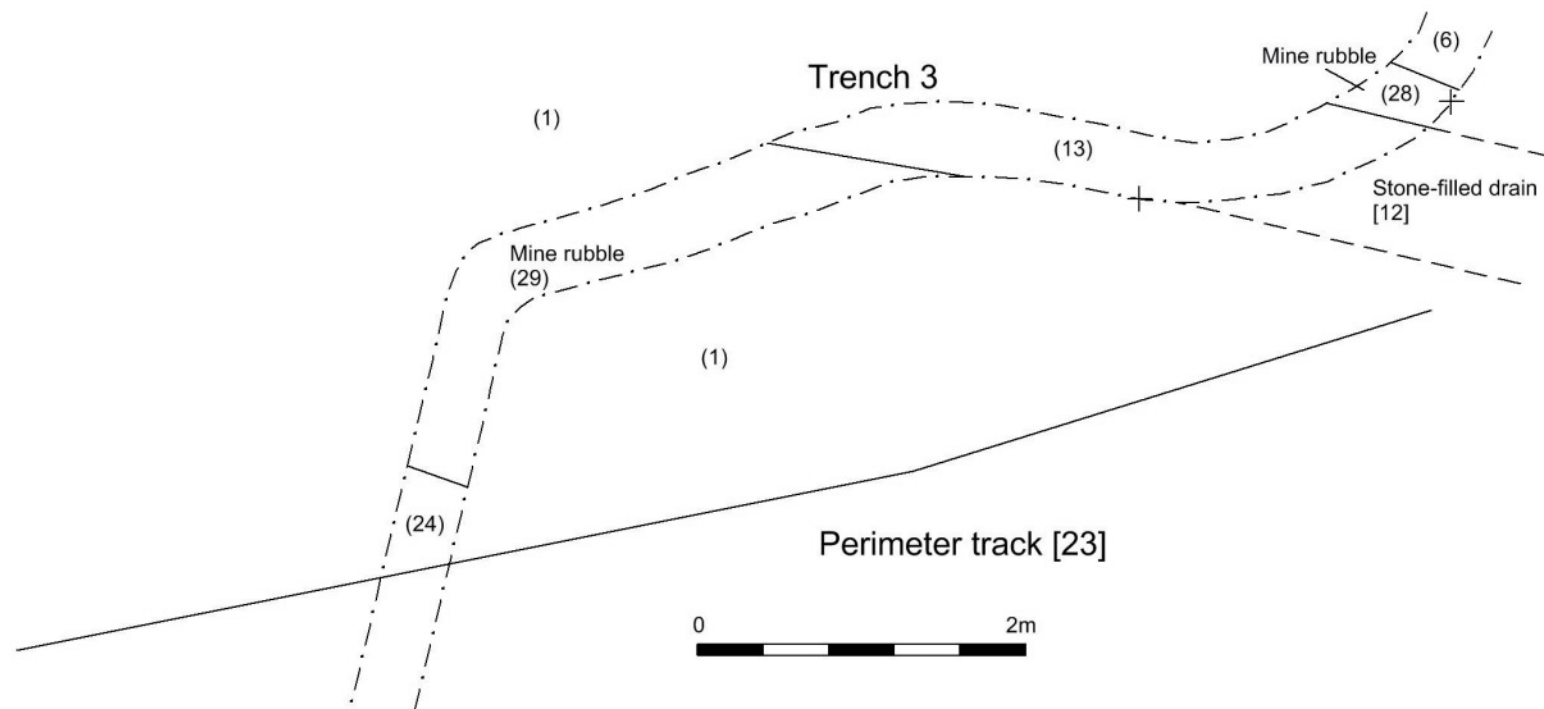 (6)
Mine rubble
Trench 3
(28)
(1)
(13)
Stone-filled drain
[12]
Mine rubble
(29)
(1)
(24)
Perimeter track [23]
0 2m